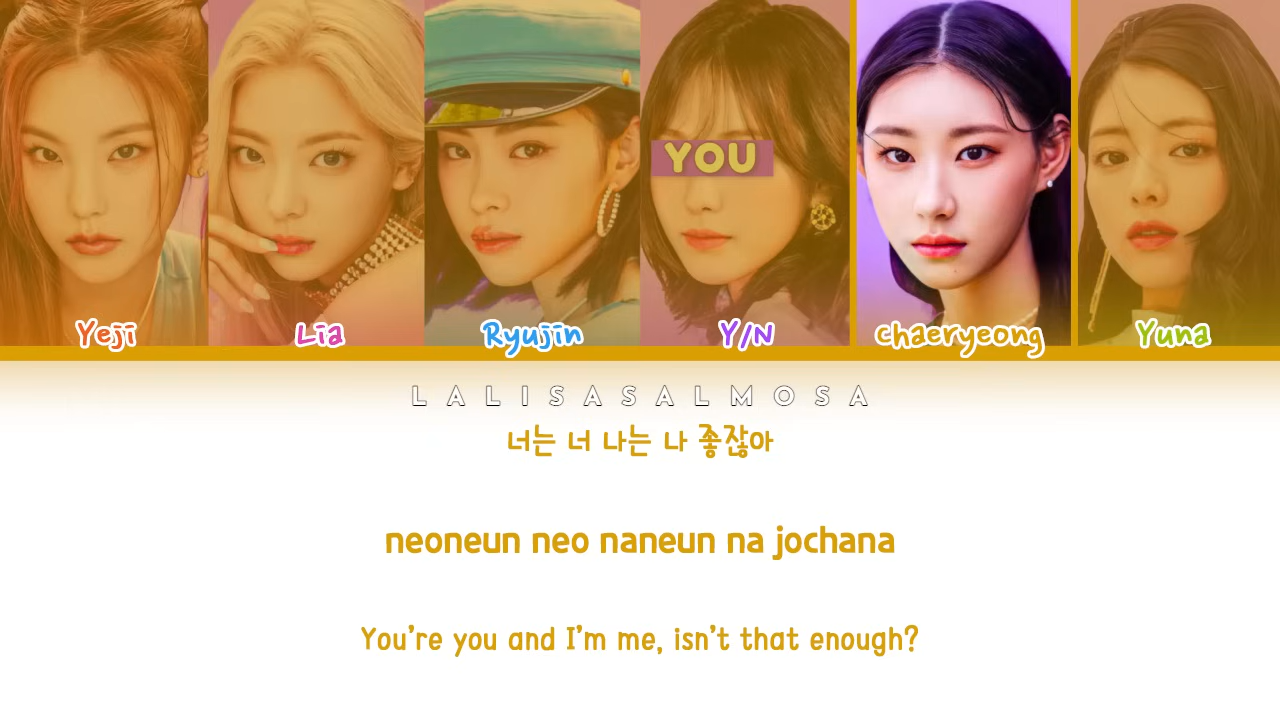 YOU
Yeji Lia Ryujin Y/N chaeryeong Yuna
LALISASALMOSA
너는 너 나는 나 좋잖아
neoneun neo naneun na jochana
You're you and I'm me, isn't that enough?